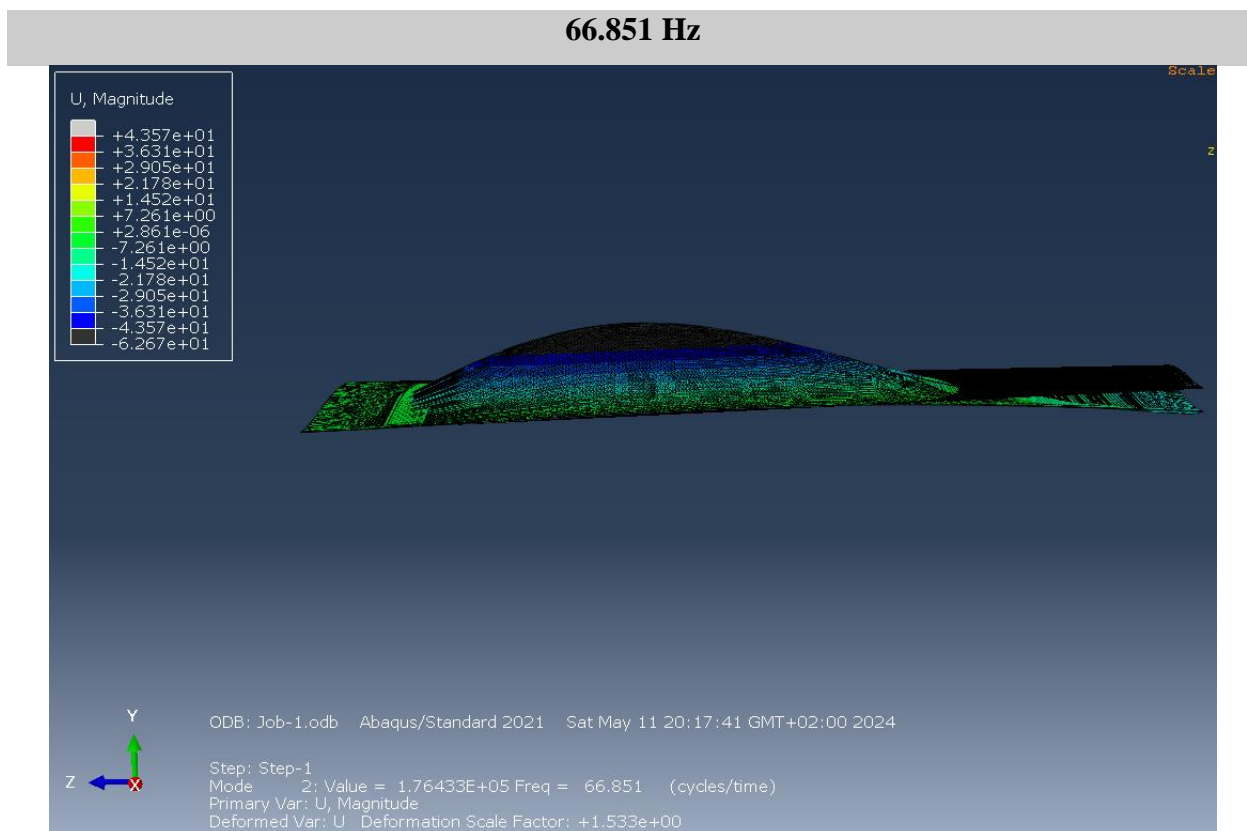 66.851 Hz
Scale
U, Magnitude
+4.357e+01
+3.631e+01
+2.905e+01
+2.178e+01
+1.452e+01
+7.261e+00
+2.861e-06
-7.261e+00
-1.452e+01
-2.178e+01
-2.905e+01
-3.631e+01
-4.357e+01
-6.267e+01
Z
Y
Z
X
ODB: Job-1.odb Abaqus/Standard 2021 Sat May 11 20:17:41 GMT+02:00 2024
Step: Step-1
Mode 2: Value = 1.76433E+05 Freq = 66.851 (cycles/time)
Primary Var: U, Magnitude
Deformed Var: U Deformation Scale Factor: +1.533e+00